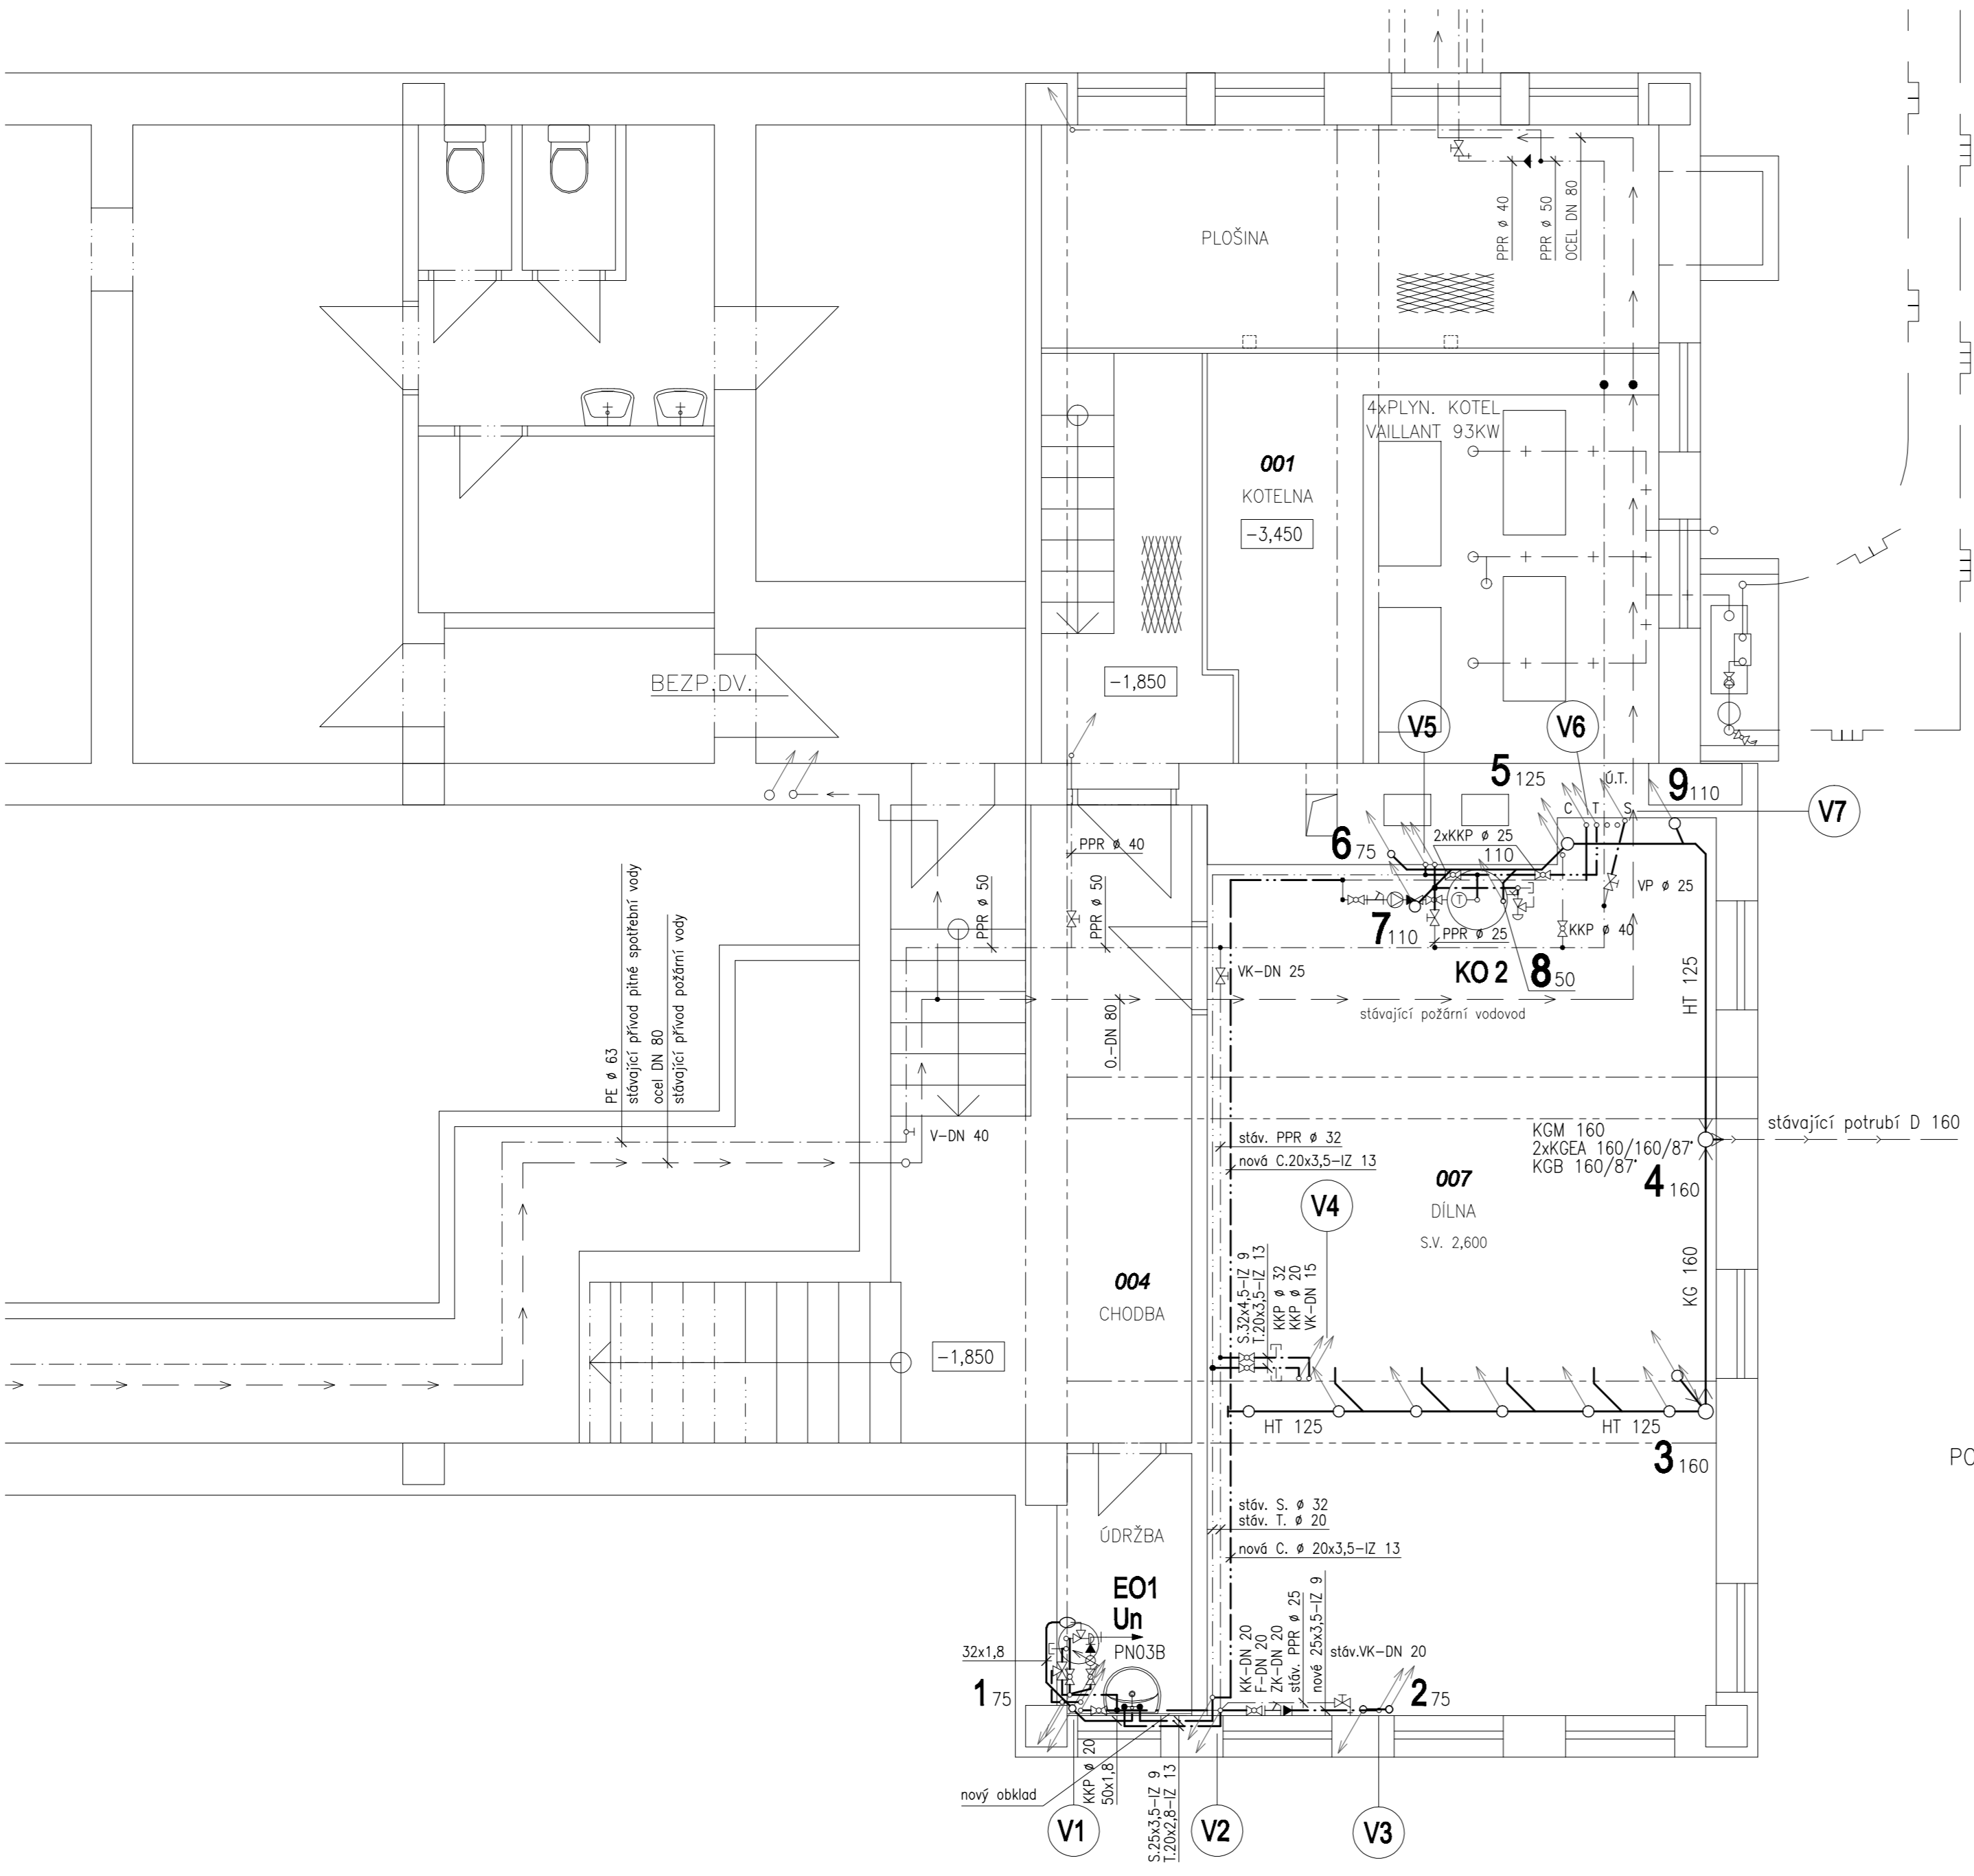 PLOŠINA
PPR ø 40
PPR ø 50
OCEL DN 80
4xPLYN. KOTEL
VAILLANT 93KW
001
KOTELNA
-3,450
BEZP.DV.
-1,850
V5
V6
5 125
Ú.T.
9 110
C T S
V7
6 75
2xKKP ø 25
110
PPR ø 40
VP ø 25
PPR ø 50
PPR ø 50
7 110
PPR ø 25
KKP ø 40
KO 2
8 50
VK-DN 25
HT 125
stávající požární vodovod
O.-DN 80
PE ø 63
stávající přívod pitné spotřební vody
ocel DN 80
stávající přívod požární vody
V-DN 40
stáv. PPR ø 32
nová C.20x3,5-IZ 13
KGM 160
2xKGEA 160/160/87°
KGB 160/87°
stávající potrubí D 160
4 160
007
DÍLNA
S.V. 2,600
V4
S.32x4,5-IZ 9
T.20x3,5-IZ 13
KKP ø 32
KKP ø 20
VK-DN 15
KG 160
004
CHODBA
-1,850
HT 125
HT 125
3 160
PO
stáv. S. ø 32
stáv. T. ø 20
nová C. ø 20x3,5-IZ 13
ÚDRŽBA
EO1
Un
PN03B
32x1,8
1 75
KK-DN 20
F-DN 20
ZK-DN 20
stáv. PPR ø 25
nové 25x3,5-IZ 9
stáv.VK-DN 20
2 75
KKP ø 20
50x1,8
S.25x3,5-IZ 9
T.20x2,8-IZ 13
nový obklad
V1
V2
V3